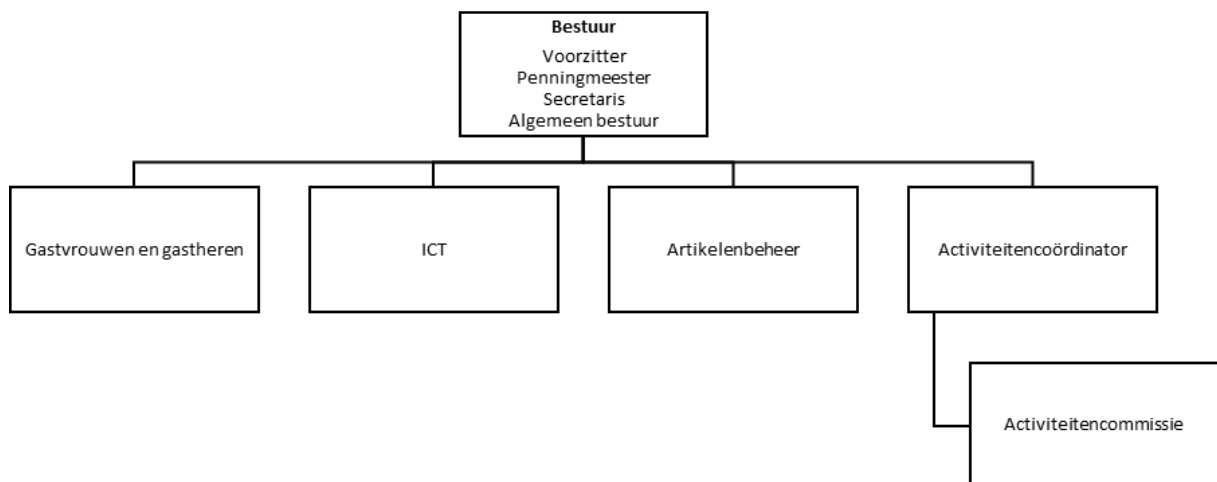 Bestuur
Voorzitter
Penningmeester
Secretaris
Algemeen bestuur
Gastvrouwen en gastheren
ICT
Artikelenbeheer
Activiteitencoördinator
Activiteitencommissie